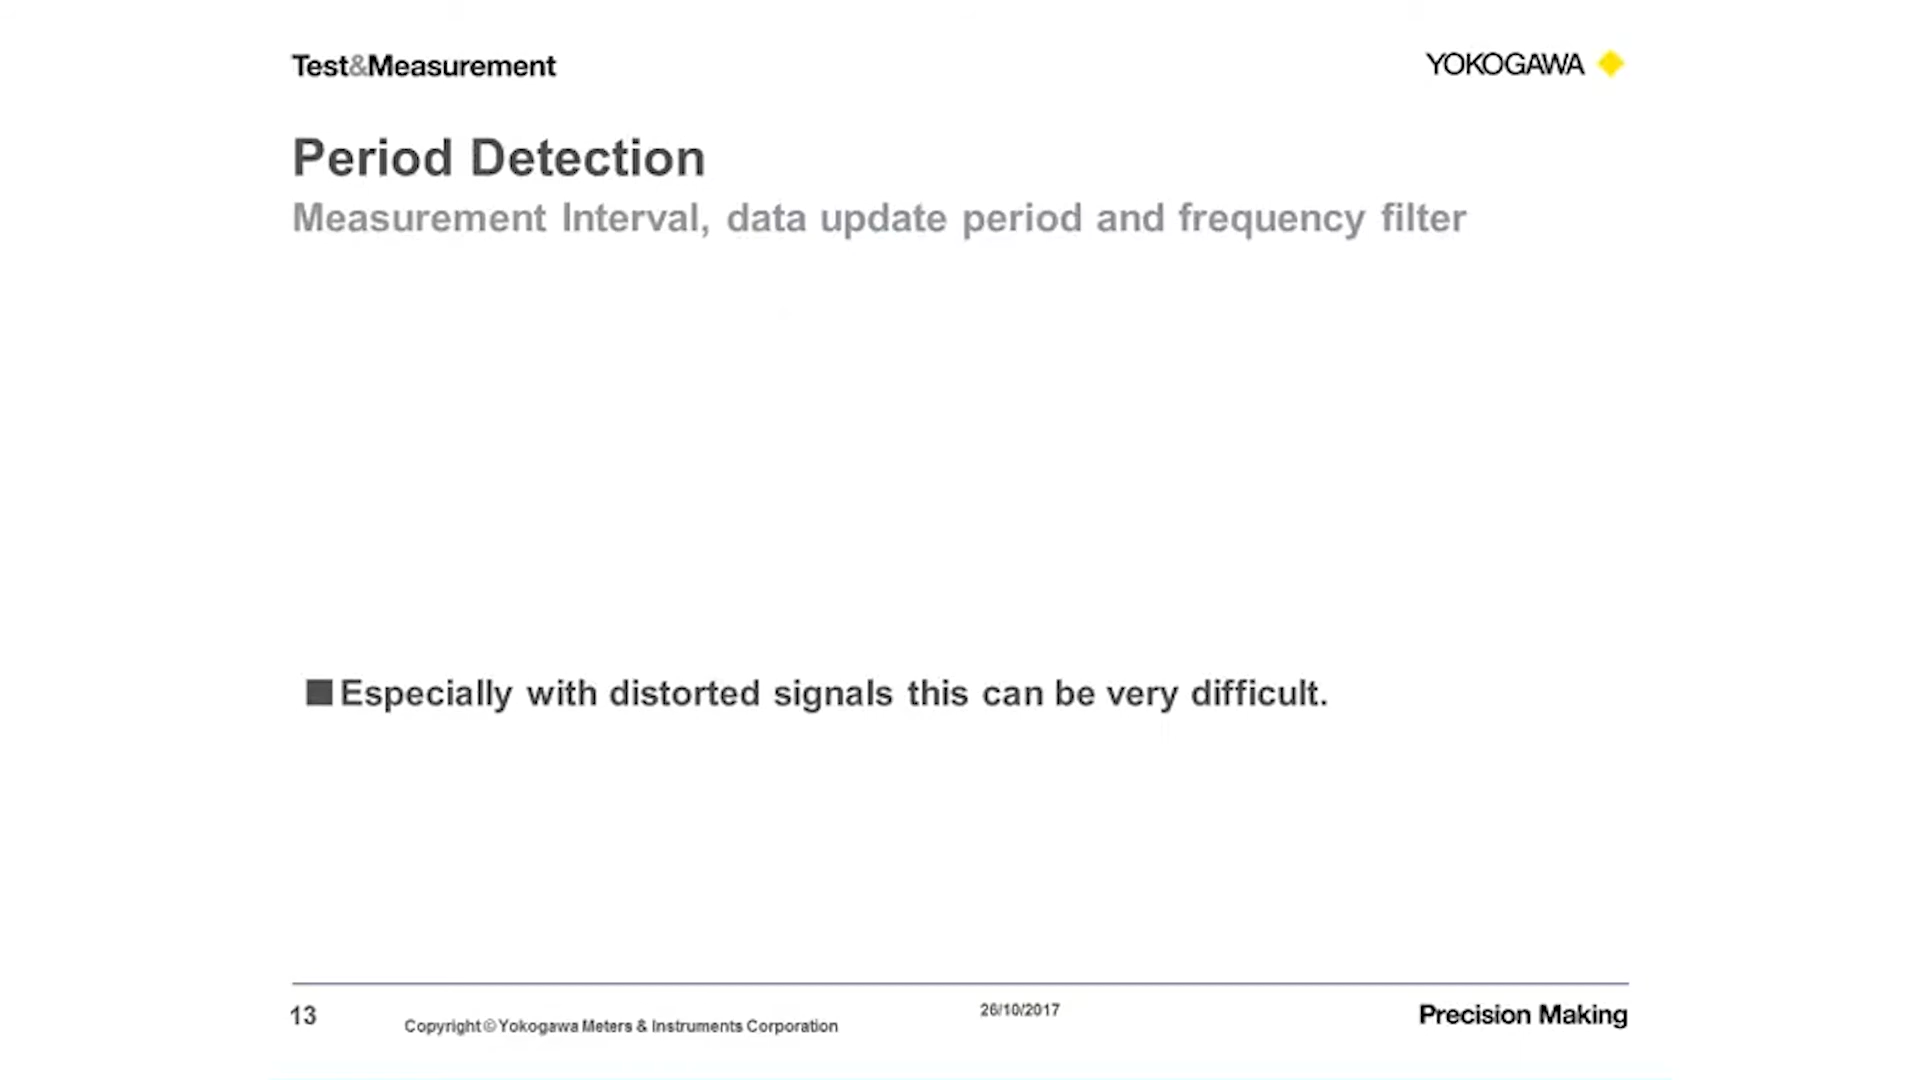 Test&Measurement
YOKOGAWA
Period Detection
Measurement Interval, data update period and frequency filter
Especially with distorted signals this can be very difficult.
13
Copyright © Yokogawa Meters & Instruments Corporation
26/10/2017
Precision Making